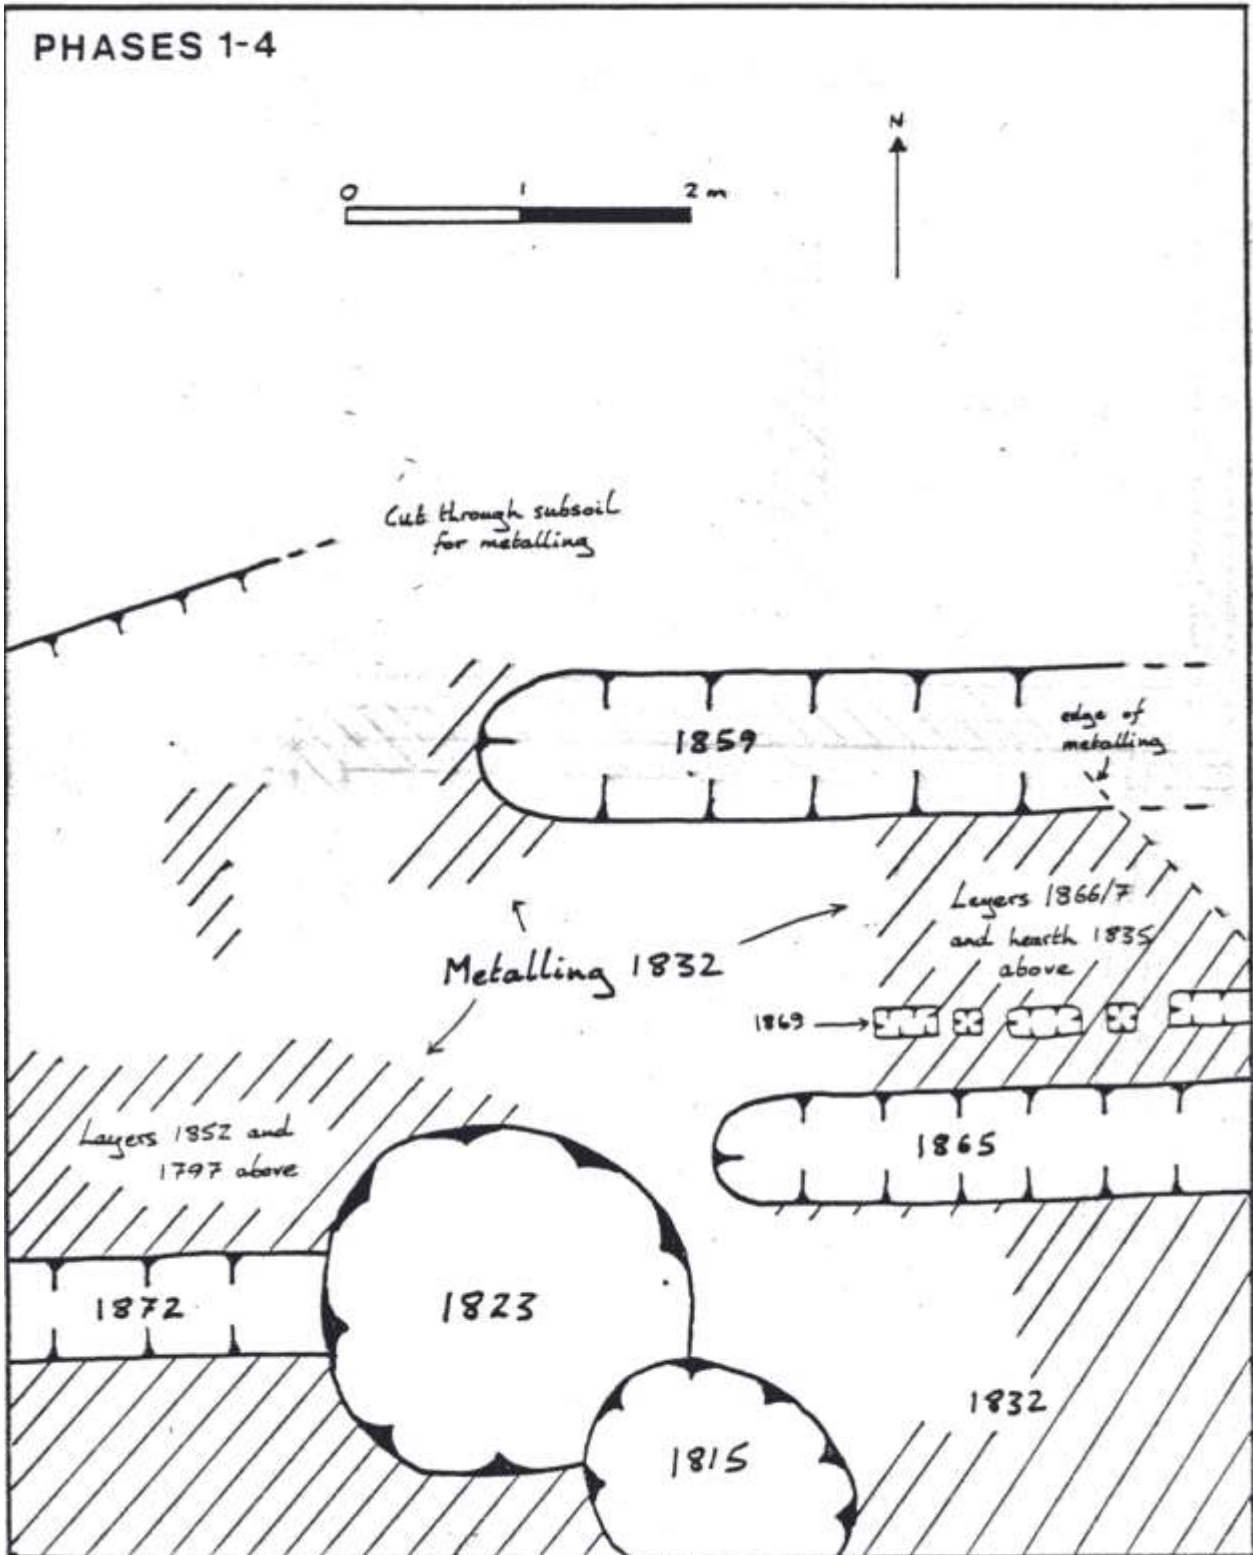 PHASES 1-4
N
0 1 2 m
Cut through subsoil
for metalling
1859
edge of
metalling
Layers 1866/7
and hearth 1835
above
Metalling 1832
1869
Layers 1852 and
1797 above
1865
1872
1823
1832
1815